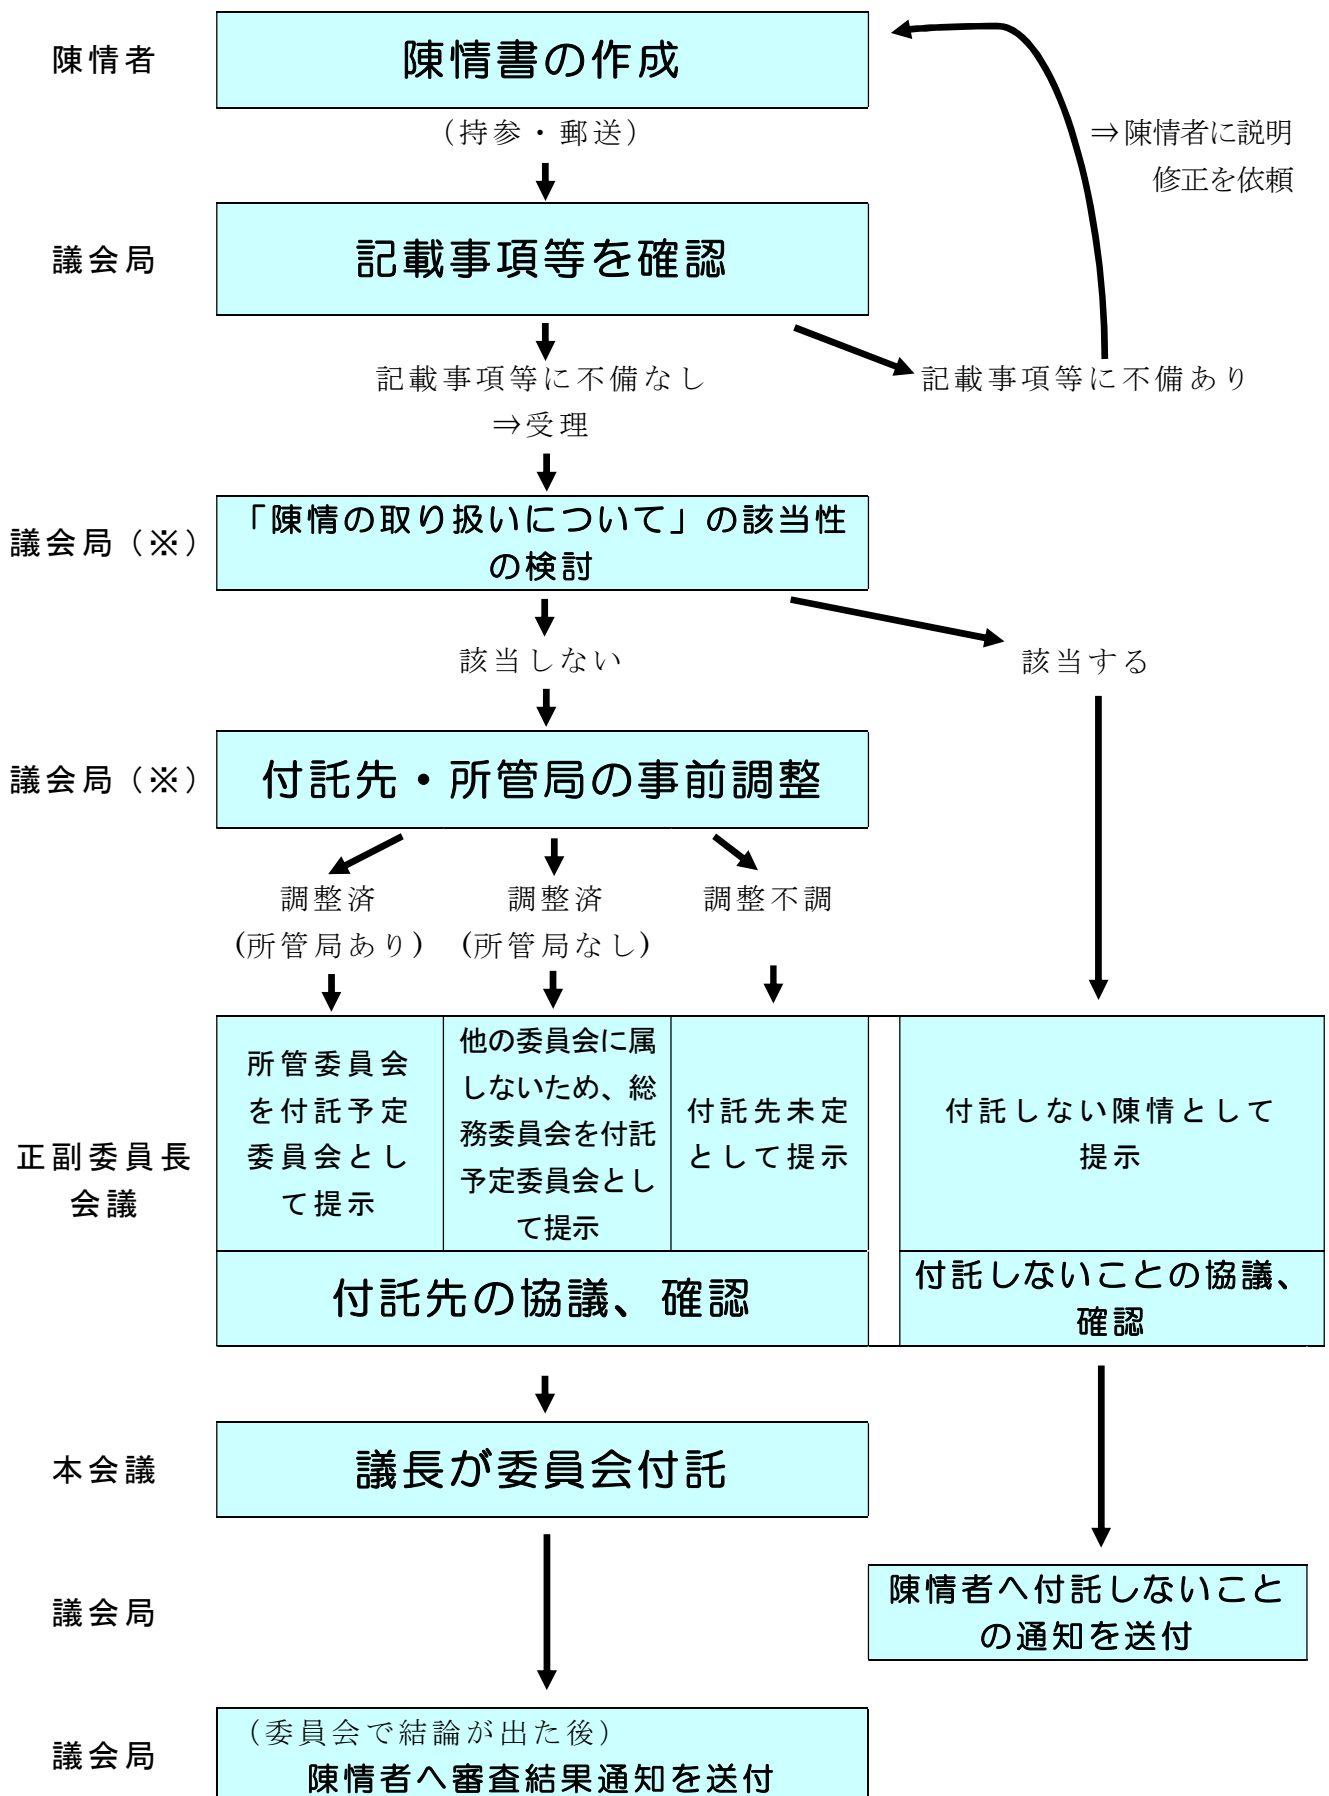 陳情者
陳情書の作成
（持参・郵送）
⇒陳情者に説明
修正を依頼
議会局
記載事項等を確認
記載事項等に不備なし
⇒受理
記載事項等に不備あり
議会局（※）
「陳情の取り扱いについて」の該当性
の検討
該当しない
該当する
議会局（※）
付託先・所管局の事前調整
調整済
(所管局あり)
調整済
(所管局なし)
調整不調
正副委員長
会議
所管委員会
を付託予定
委員会とし
て提示
他の委員会に属
しないため、総
務委員会を付託
予定委員会とし
て提示
付託先未定
として提示
付託しない陳情として
提示
付託先の協議、確認
付託しないことの協議、
確認
本会議
議長が委員会付託
議会局
陳情者へ付託しないこと
の通知を送付
議会局
（委員会で結論が出た後）
陳情者へ審査結果通知を送付